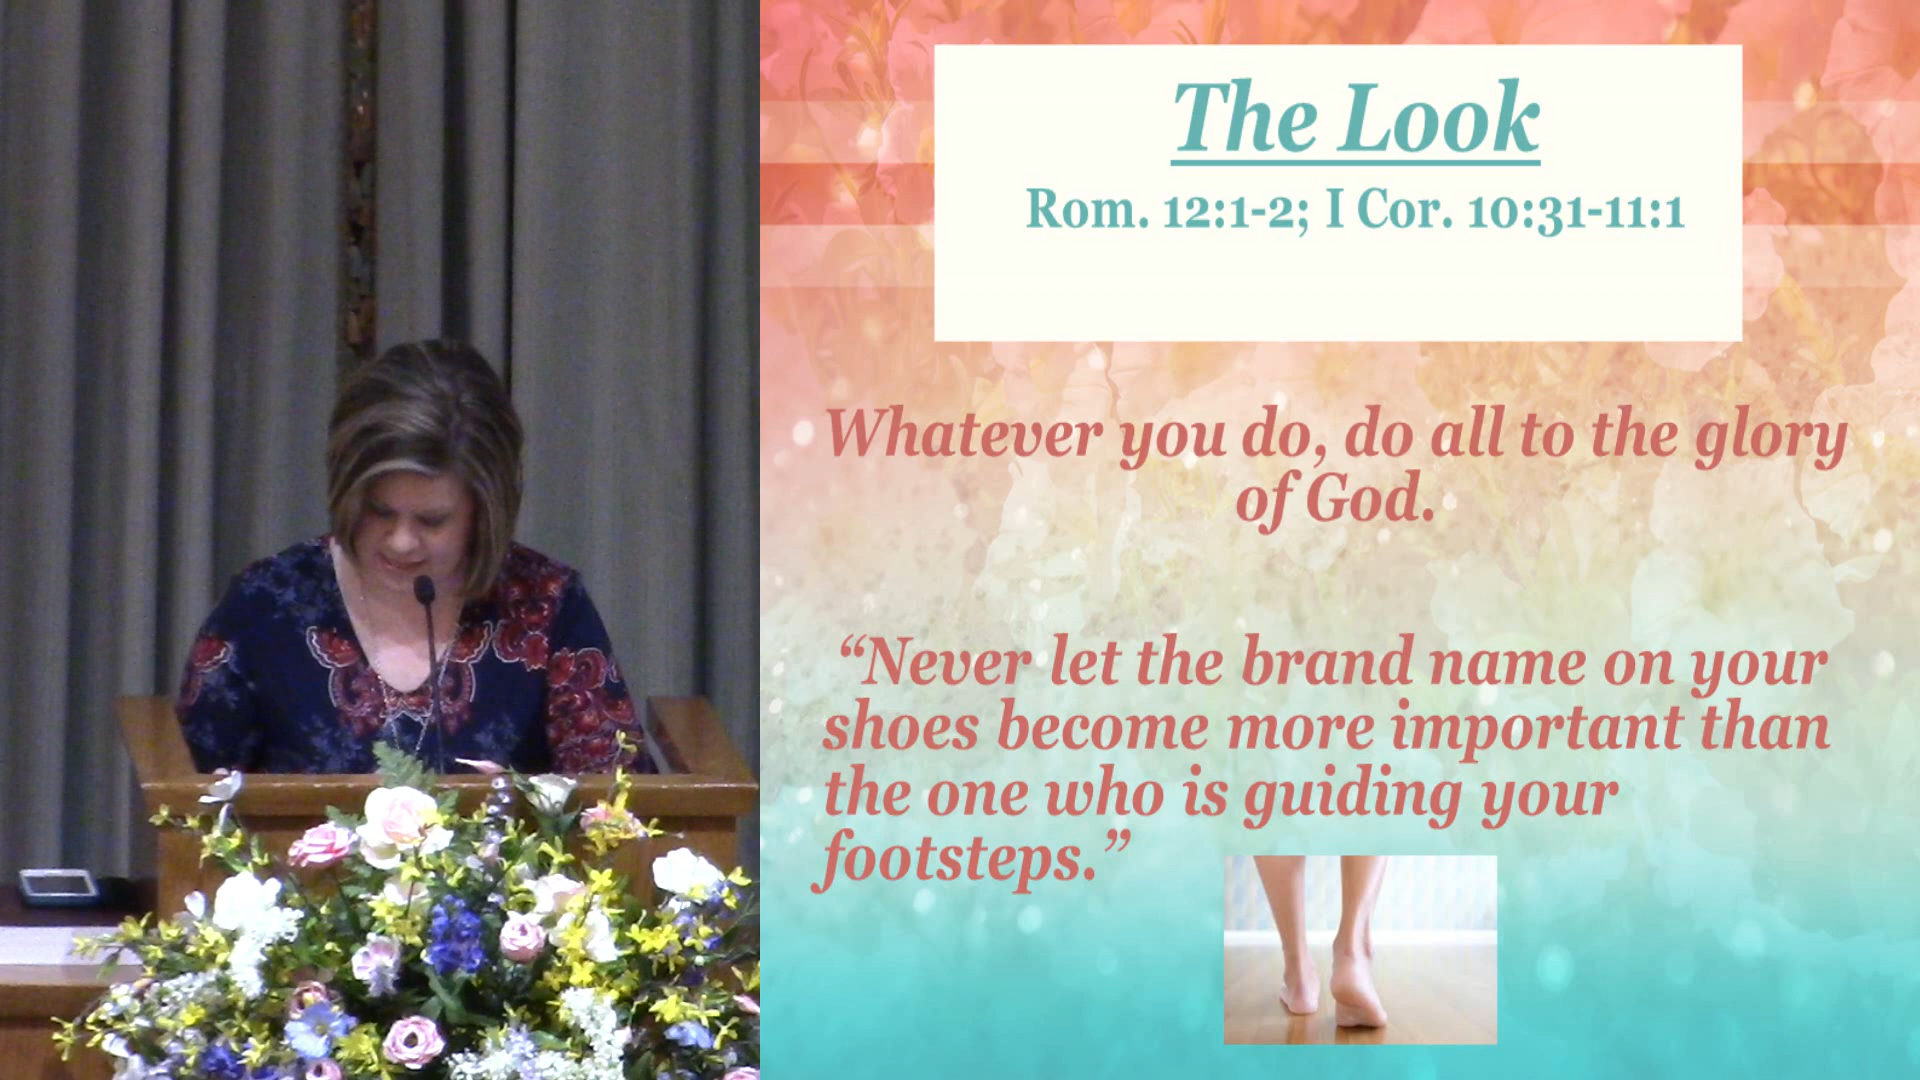 The Look
Rom. 12:1-2; I Cor. 10:31-11:1
Whatever you do, do all to the glory
of God.
“Never let the brand name on your
shoes become more important than
the one who is guiding your
footsteps.”